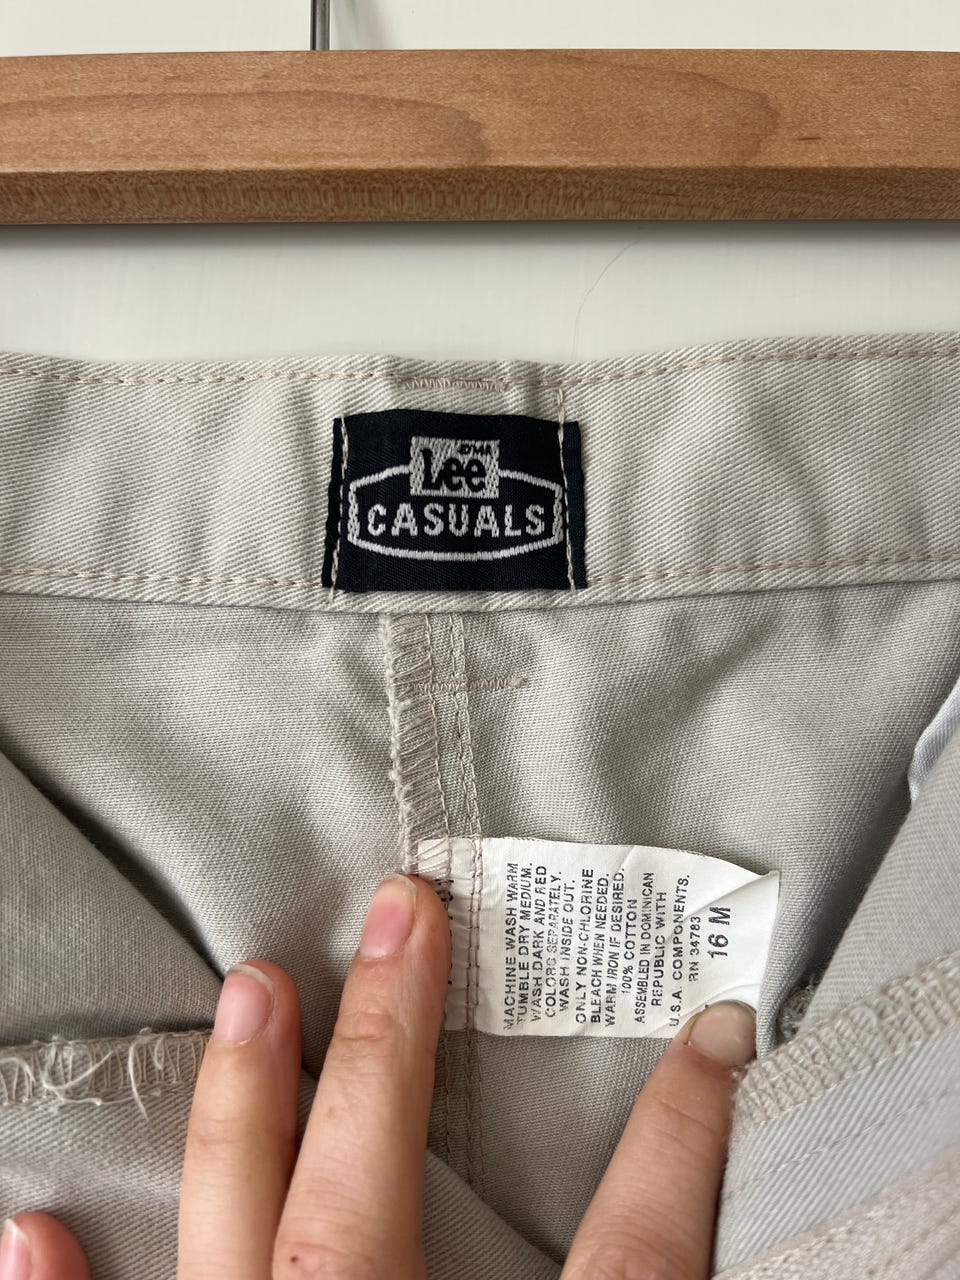 Lee
CASUALS
MACHINE WASH WARM
TUMBLE DRY MEDIUM.
WASH DARK AND RED
COLORS SEPARATELY.
WASH INSIDE OUT.
ONLY NON-CHLORINE
BLEACH WHEN NEEDED.
WARM IRON IF DESIRED.
100% COTTON
ASSEMBLED IN DOMINICAN
REPUBLIC WITH
U.S.A. COMPONENTS.
RN 34783
16 M